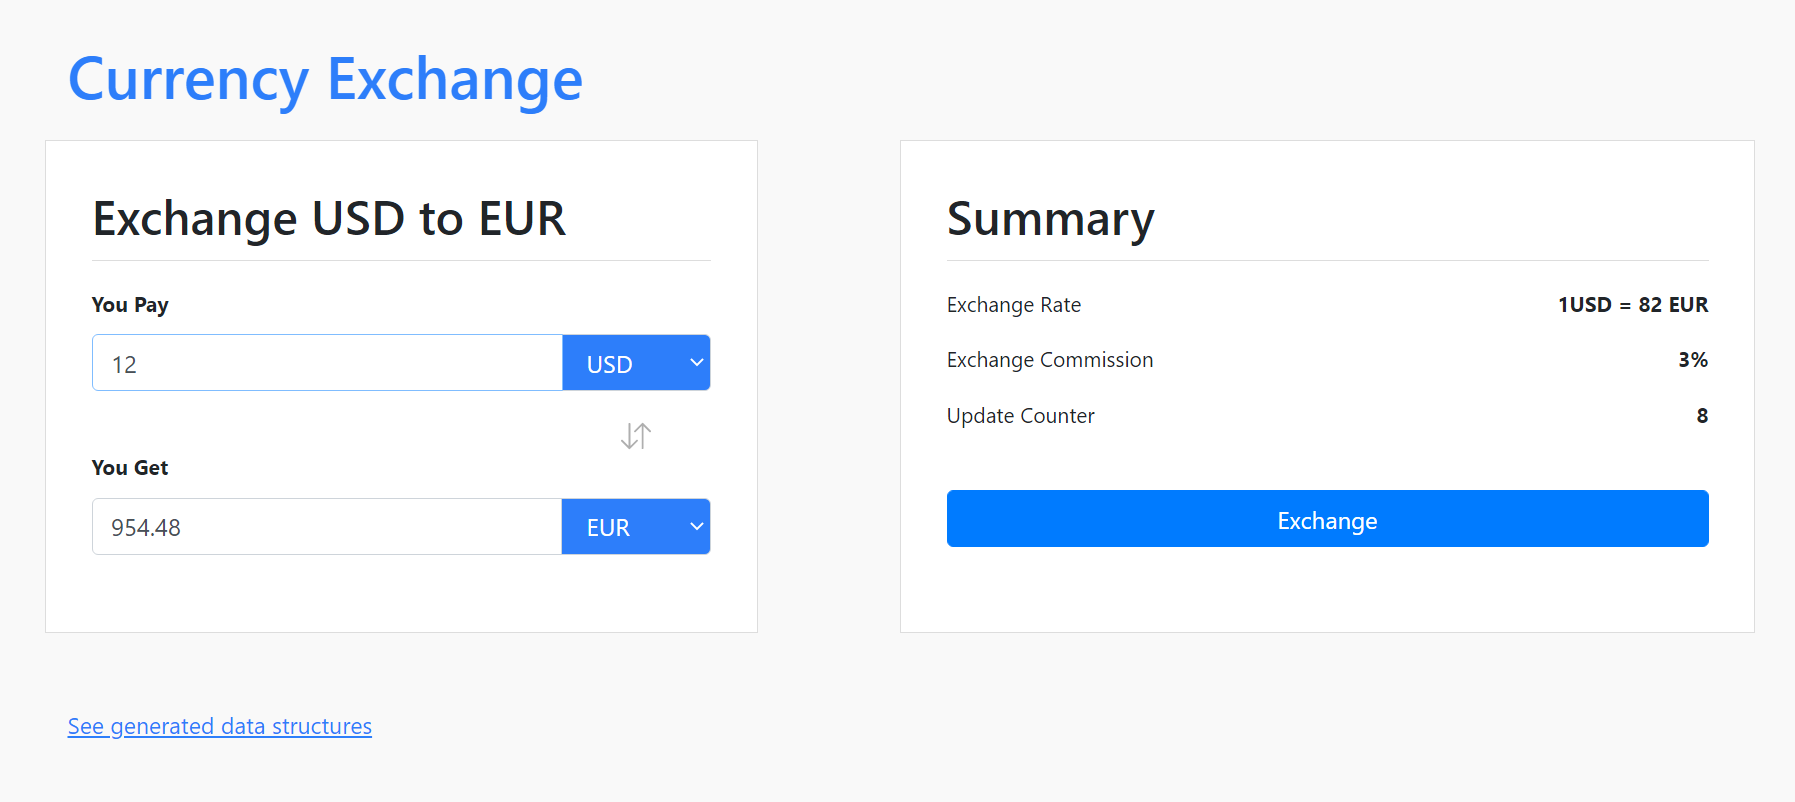 Currency Exchange
Exchange USD to EUR
You Pay
12 USD
You Get
954.48 EUR
Summary
Exchange Rate 1USD = 82 EUR
Exchange Commission 3%
Update Counter 8
Exchange
See generated data structures